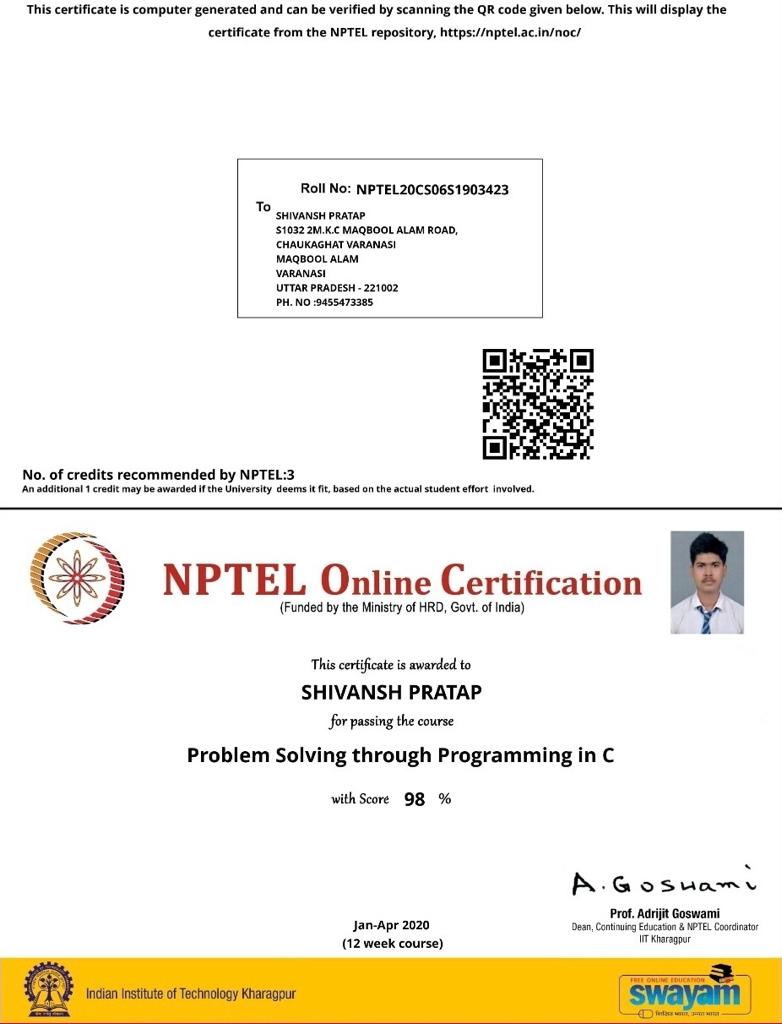 This certificate is computer generated and can be verified by scanning the QR code given below. This will display the
certificate from the NPTEL repository, https://nptel.ac.in/noc/
Roll No: NPTEL20CS06S1903423
To
SHIVANSH PRATAP
S1032 2M.K.C MAQBOOL ALAM ROAD,
CHAUKAGHAT VARANASI
MAQBOOL ALAM
VARANASI
UTTAR PRADESH - 221002
PH. NO :9455473385
No. of credits recommended by NPTEL:3
An additional 1 credit may be awarded if the University deems it fit, based on the actual student effort involved.
NPTEL Online Certification
(Funded by the Ministry of HRD, Govt. of India)
This certificate is awarded to
SHIVANSH PRATAP
for passing the course
Problem Solving through Programming in C
with Score 98 %
A. Goswami
Prof. Adrijit Goswami
Dean, Continuing Education & NPTEL Coordinator
IIT Kharagpur
Jan-Apr 2020
(12 week course)
Indian Institute of Technology Kharagpur
FREE ONLINE EDUCATION
swayam
शिक्षित भारत, उन्नत भारत